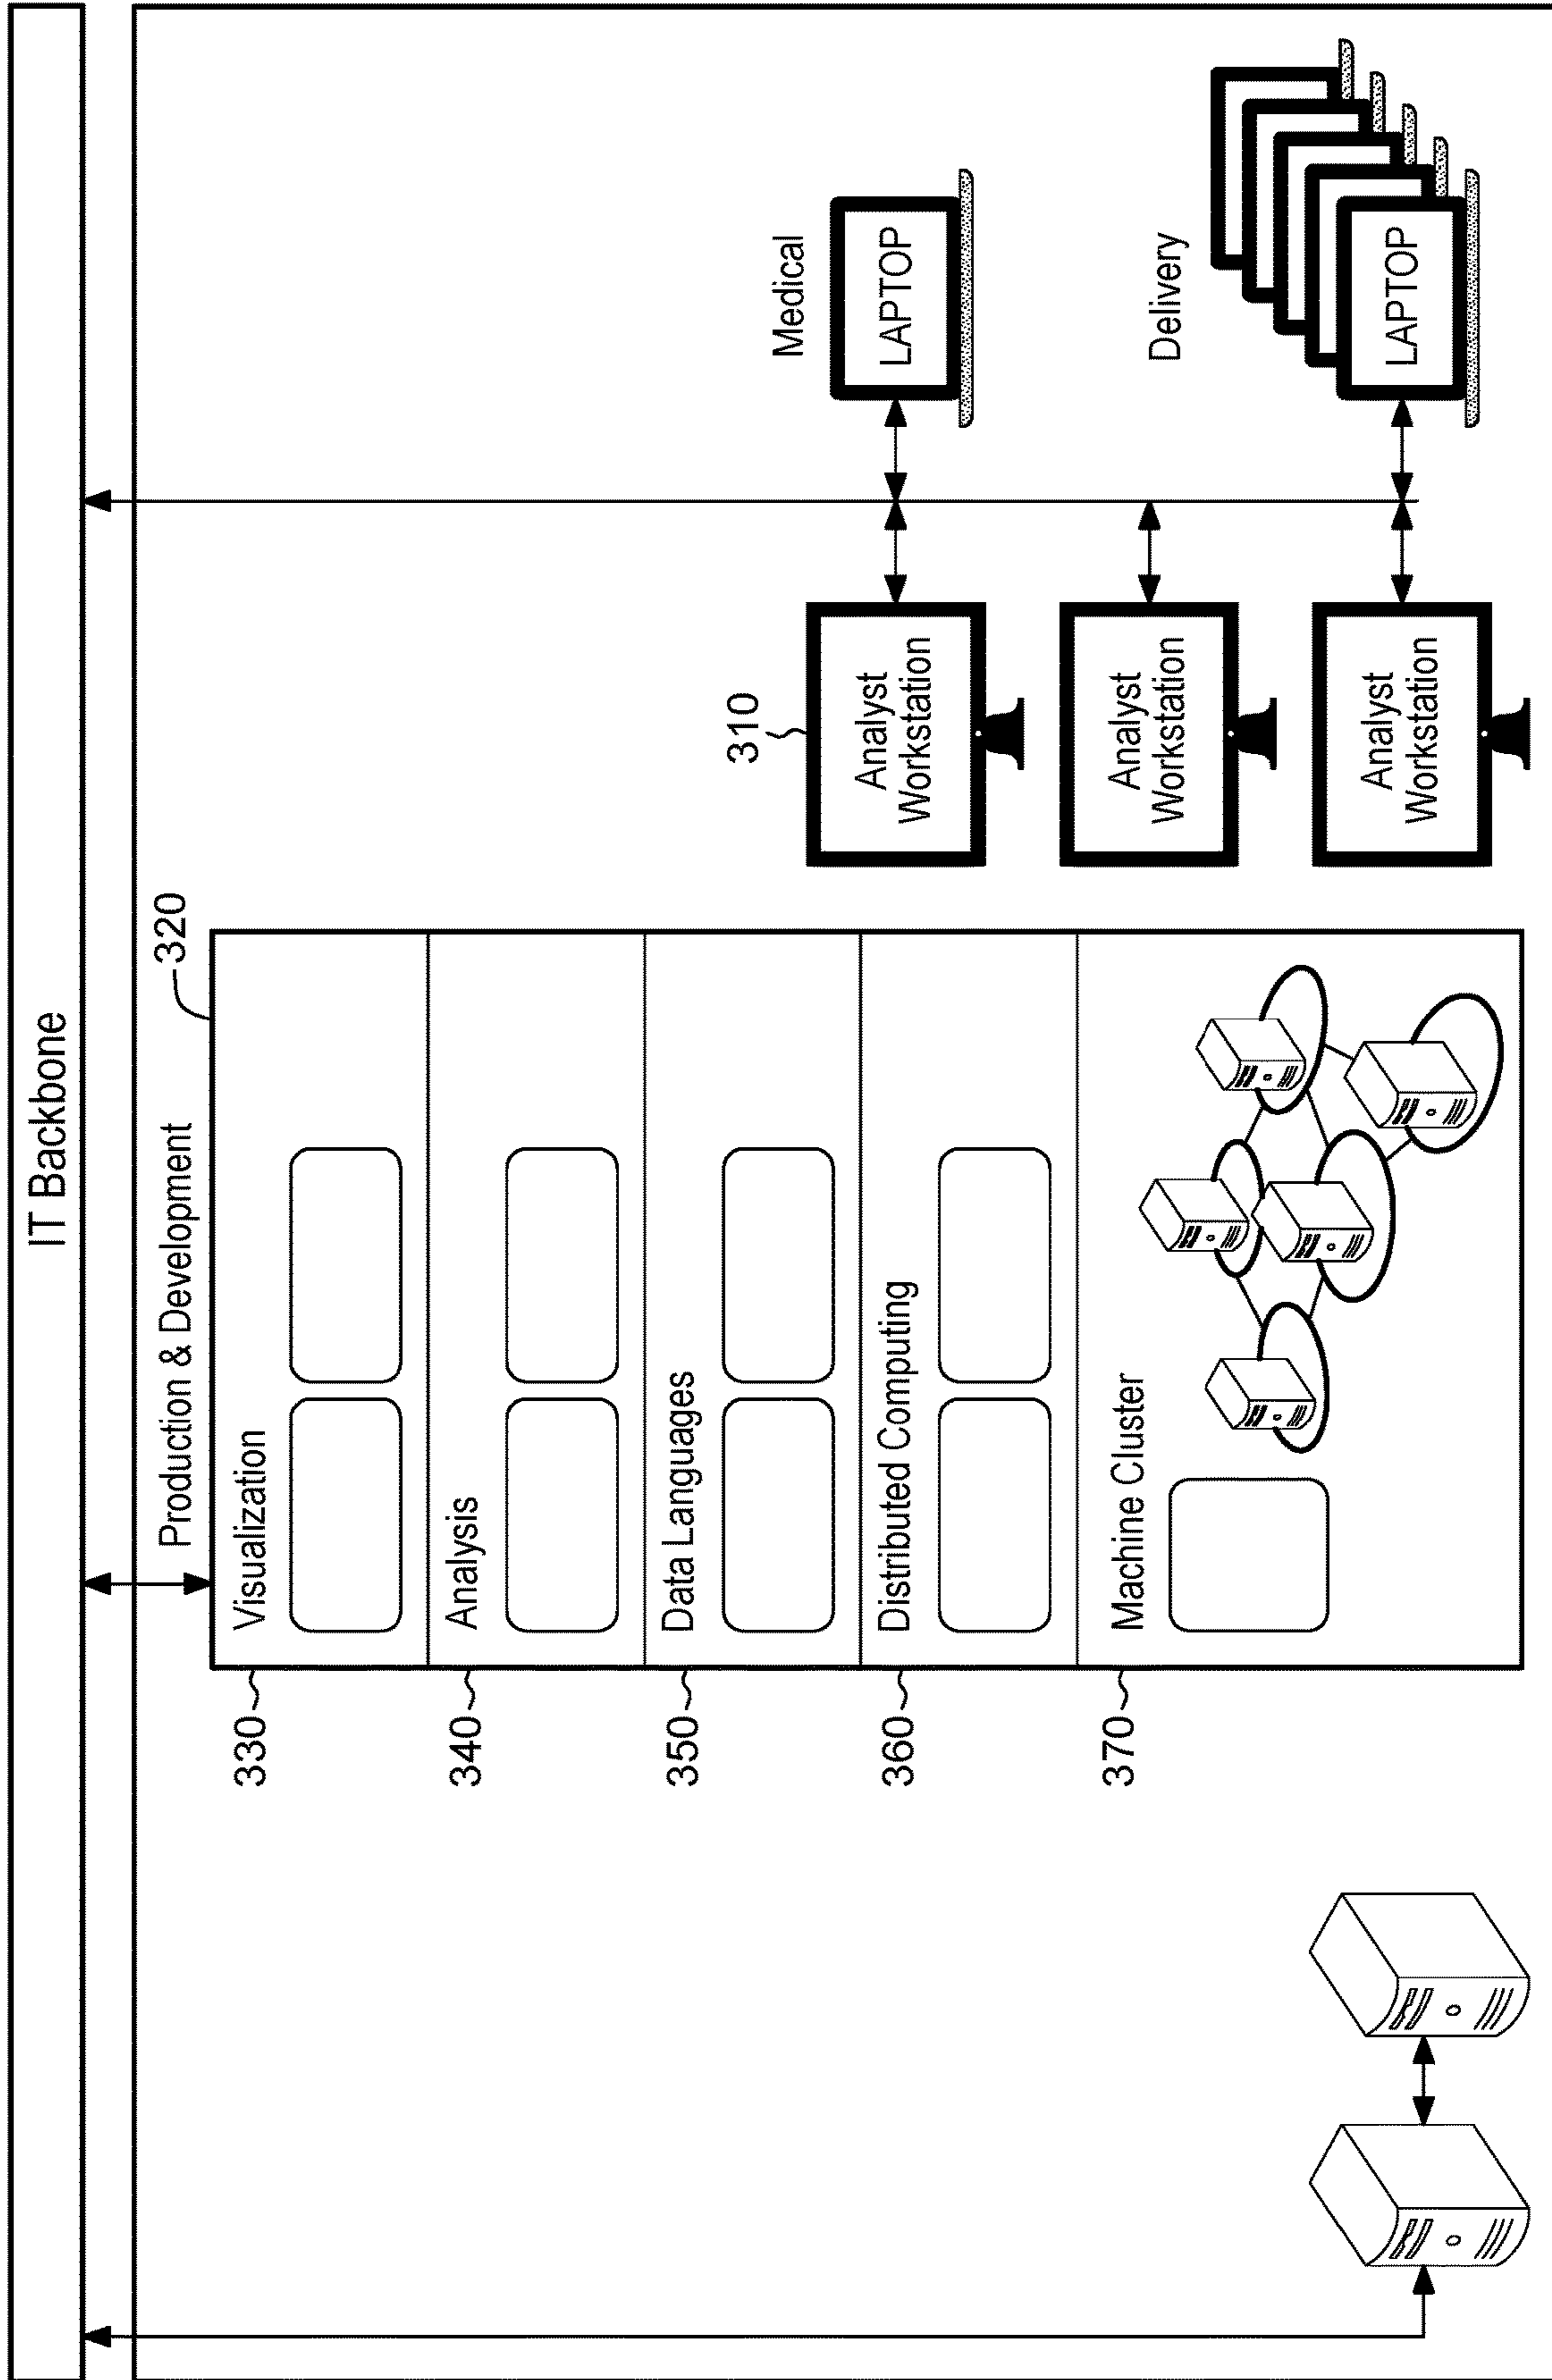 IT Backbone
Production & Development
320
330
Visualization
340
Analysis
350
Data Languages
360
Distributed Computing
370
Machine Cluster
310
Analyst
Workstation
Analyst
Workstation
Analyst
Workstation
Medical
LAPTOP
Delivery
LAPTOP